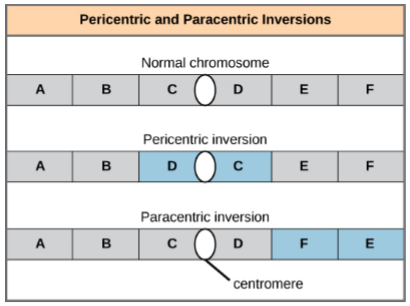 Pericentric and Paracentric Inversions
Normal chromosome
A B C D E F
Pericentric inversion
A B D C E F
Paracentric inversion
A B C D F E
centromere